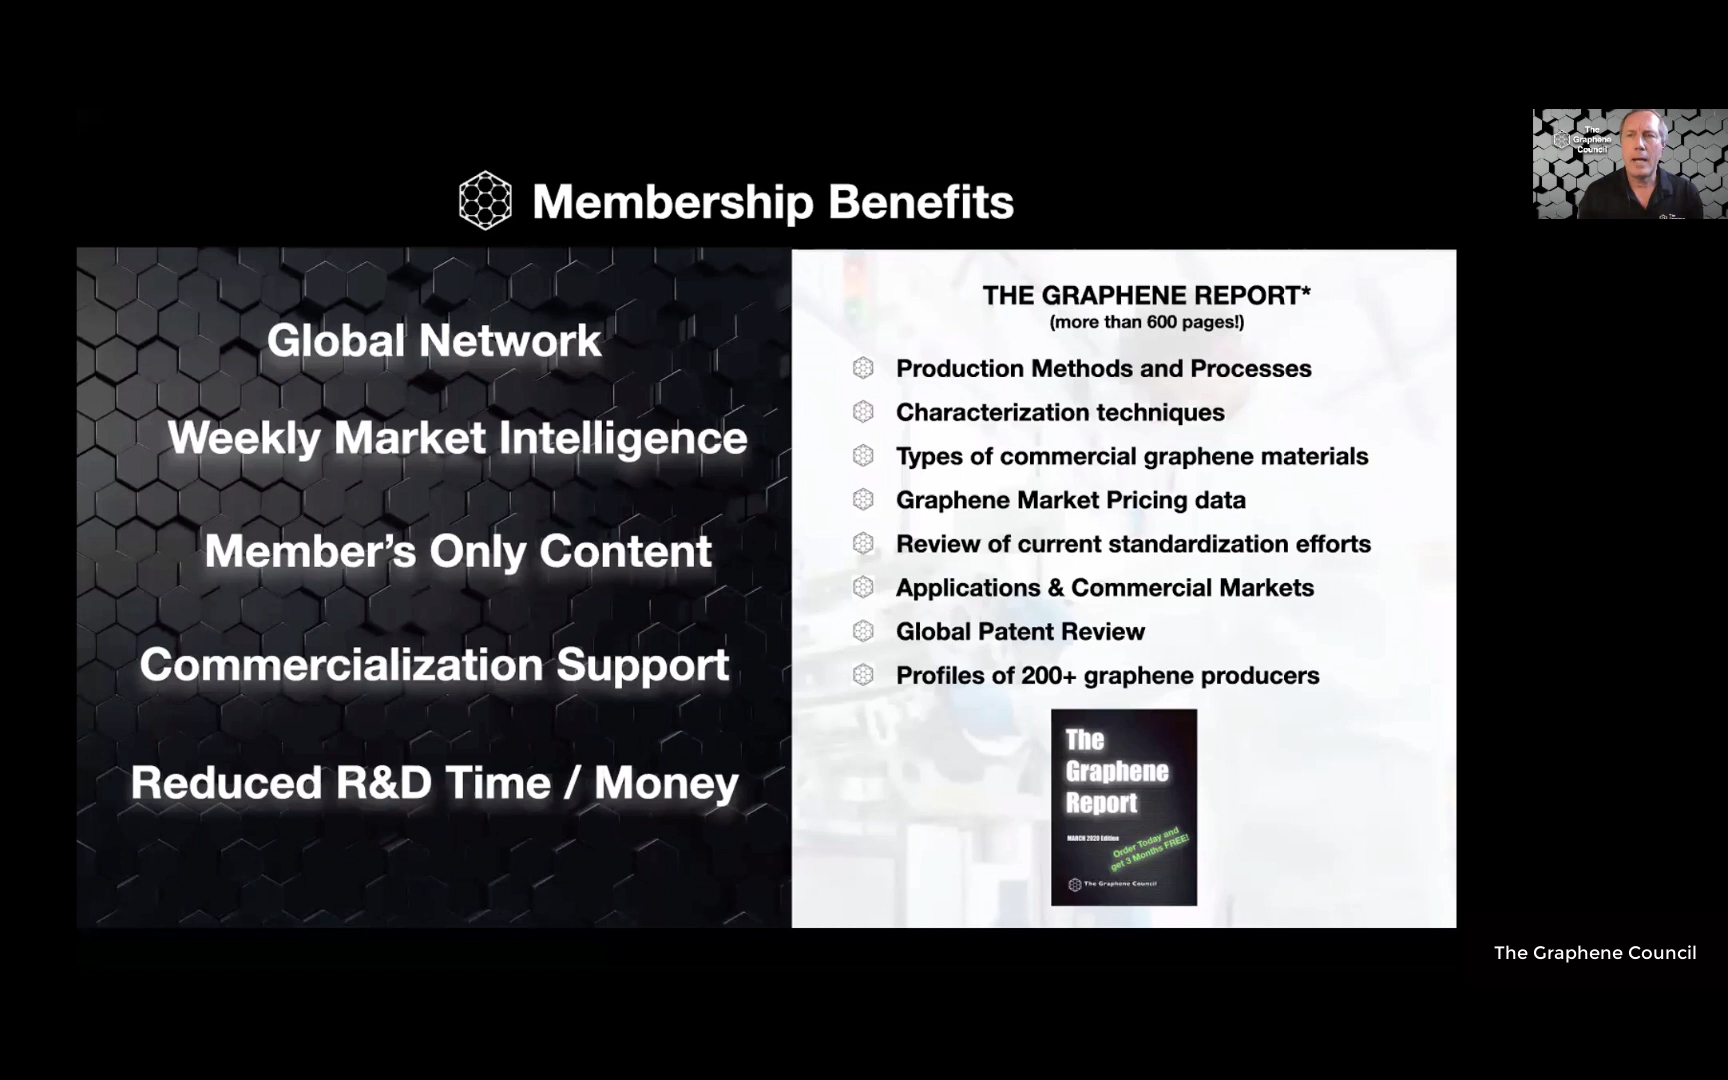 Membership Benefits
Global Network
Weekly Market Intelligence
Member’s Only Content
Commercialization Support
Reduced R&D Time / Money
THE GRAPHENE REPORT*
(more than 600 pages!)
Production Methods and Processes
Characterization techniques
Types of commercial graphene materials
Graphene Market Pricing data
Review of current standardization efforts
Applications & Commercial Markets
Global Patent Review
Profiles of 200+ graphene producers
The
Graphene
Report
MARCH 2020 Edition
Order Today and
get 3 Months FREE!
The Graphene Council
The
Graphene
Council
The Graphene Council